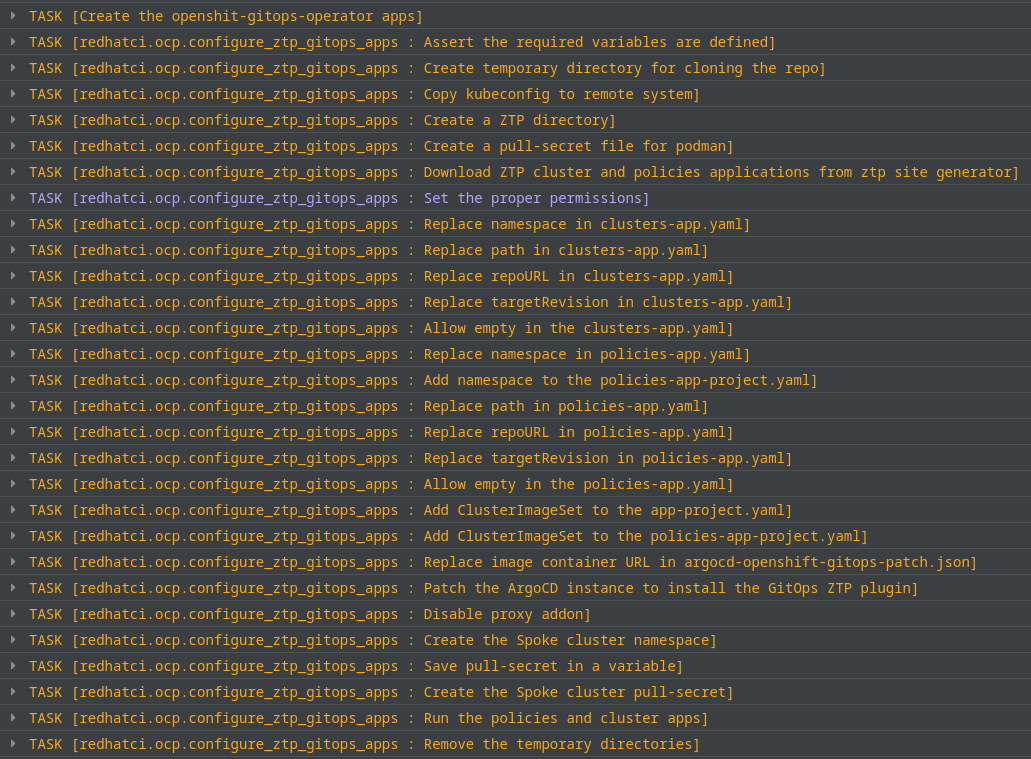 TASK [Create the openshit-gitops-operator apps]
TASK [redhatci.ocp.configure_ztp_gitops_apps : Assert the required variables are defined]
TASK [redhatci.ocp.configure_ztp_gitops_apps : Create temporary directory for cloning the repo]
TASK [redhatci.ocp.configure_ztp_gitops_apps : Copy kubeconfig to remote system]
TASK [redhatci.ocp.configure_ztp_gitops_apps : Create a ZTP directory]
TASK [redhatci.ocp.configure_ztp_gitops_apps : Create a pull-secret file for podman]
TASK [redhatci.ocp.configure_ztp_gitops_apps : Download ZTP cluster and policies applications from ztp site generator]
TASK [redhatci.ocp.configure_ztp_gitops_apps : Set the proper permissions]
TASK [redhatci.ocp.configure_ztp_gitops_apps : Replace namespace in clusters-app.yaml]
TASK [redhatci.ocp.configure_ztp_gitops_apps : Replace path in clusters-app.yaml]
TASK [redhatci.ocp.configure_ztp_gitops_apps : Replace repoURL in clusters-app.yaml]
TASK [redhatci.ocp.configure_ztp_gitops_apps : Replace targetRevision in clusters-app.yaml]
TASK [redhatci.ocp.configure_ztp_gitops_apps : Allow empty in the clusters-app.yaml]
TASK [redhatci.ocp.configure_ztp_gitops_apps : Replace namespace in policies-app.yaml]
TASK [redhatci.ocp.configure_ztp_gitops_apps : Add namespace to the policies-app-project.yaml]
TASK [redhatci.ocp.configure_ztp_gitops_apps : Replace path in policies-app.yaml]
TASK [redhatci.ocp.configure_ztp_gitops_apps : Replace repoURL in policies-app.yaml]
TASK [redhatci.ocp.configure_ztp_gitops_apps : Replace targetRevision in policies-app.yaml]
TASK [redhatci.ocp.configure_ztp_gitops_apps : Allow empty in the policies-app.yaml]
TASK [redhatci.ocp.configure_ztp_gitops_apps : Add ClusterImageSet to the app-project.yaml]
TASK [redhatci.ocp.configure_ztp_gitops_apps : Add ClusterImageSet to the policies-app-project.yaml]
TASK [redhatci.ocp.configure_ztp_gitops_apps : Replace image container URL in argocd-openshift-gitops-patch.json]
TASK [redhatci.ocp.configure_ztp_gitops_apps : Patch the ArgoCD instance to install the GitOps ZTP plugin]
TASK [redhatci.ocp.configure_ztp_gitops_apps : Disable proxy addon]
TASK [redhatci.ocp.configure_ztp_gitops_apps : Create the Spoke cluster namespace]
TASK [redhatci.ocp.configure_ztp_gitops_apps : Save pull-secret in a variable]
TASK [redhatci.ocp.configure_ztp_gitops_apps : Create the Spoke cluster pull-secret]
TASK [redhatci.ocp.configure_ztp_gitops_apps : Run the policies and cluster apps]
TASK [redhatci.ocp.configure_ztp_gitops_apps : Remove the temporary directories]